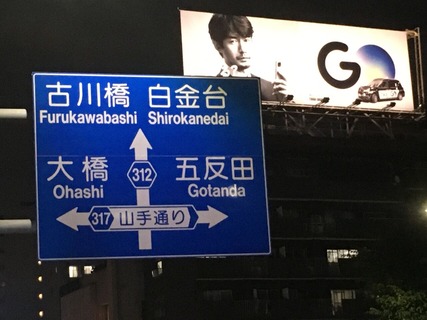 GO
古川橋 白金台
Furukawabashi Shirokanedai
大橋 312 五反田
Ohashi Gotanda
317 山手通り